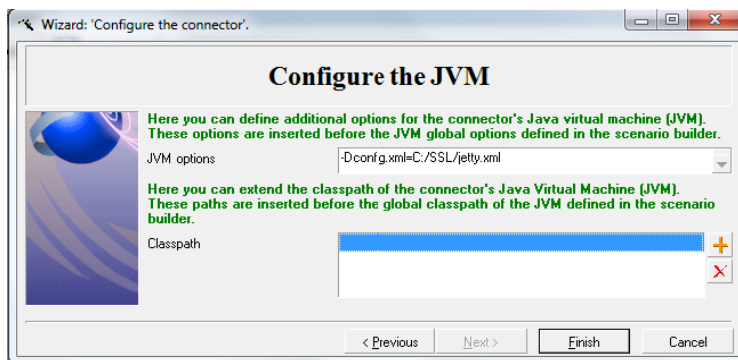 Wizard: 'Configure the connector'.
Configure the JVM
Here you can define additional options for the connector's Java virtual machine (JVM).
These options are inserted before the JVM global options defined in the scenario builder.
JVM options
-Dconfg.xml=C:/SSL/jetty.xml
Here you can extend the classpath of the connector's Java Virtual Machine (JVM).
These paths are inserted before the global classpath of the JVM defined in the scenario
builder.
Classpath
< Previous
Next >
Finish
Cancel